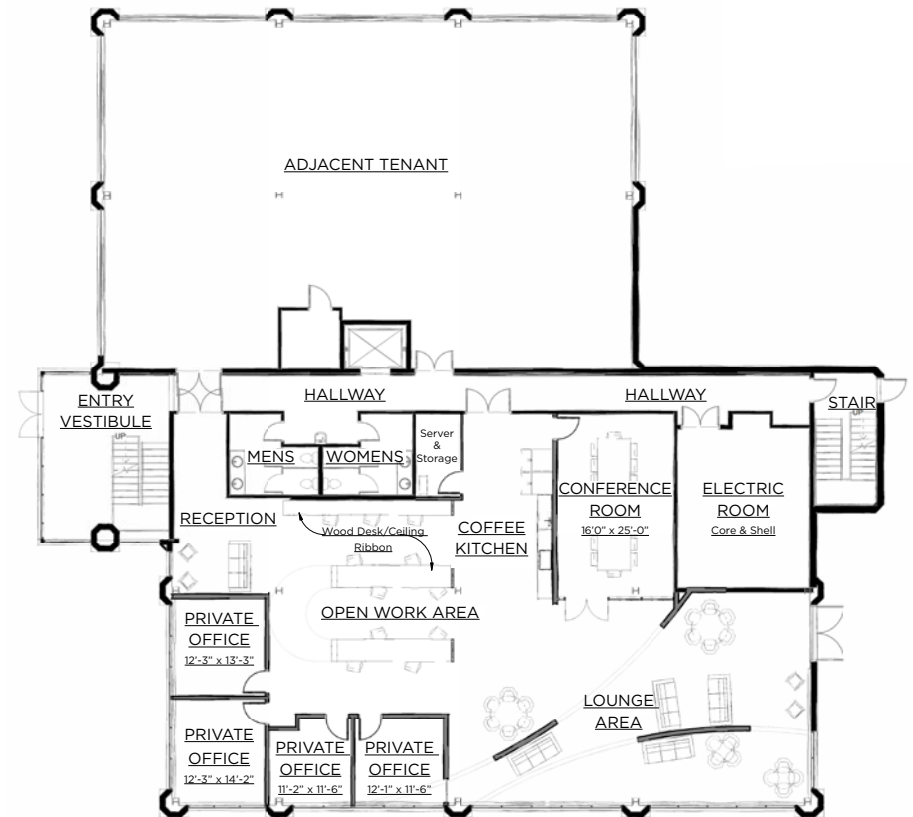 ADJACENT TENANT
ENTRY
VESTIBULE
UP
HALLWAY
HALLWAY
STAIR
UP
MENS
WOMENS
Server
&
Storage
RECEPTION
Wood Desk/Ceiling
Ribbon
COFFEE
KITCHEN
CONFERENCE
ROOM
16'0" x 25'-0"
ELECTRIC
ROOM
Core & Shell
OPEN WORK AREA
PRIVATE
OFFICE
12'-3" x 13'-3"
LOUNGE
AREA
PRIVATE
OFFICE
12'-3" x 14'-2"
PRIVATE
OFFICE
11'-2" x 11'-6"
PRIVATE
OFFICE
12'-1" x 11'-6"